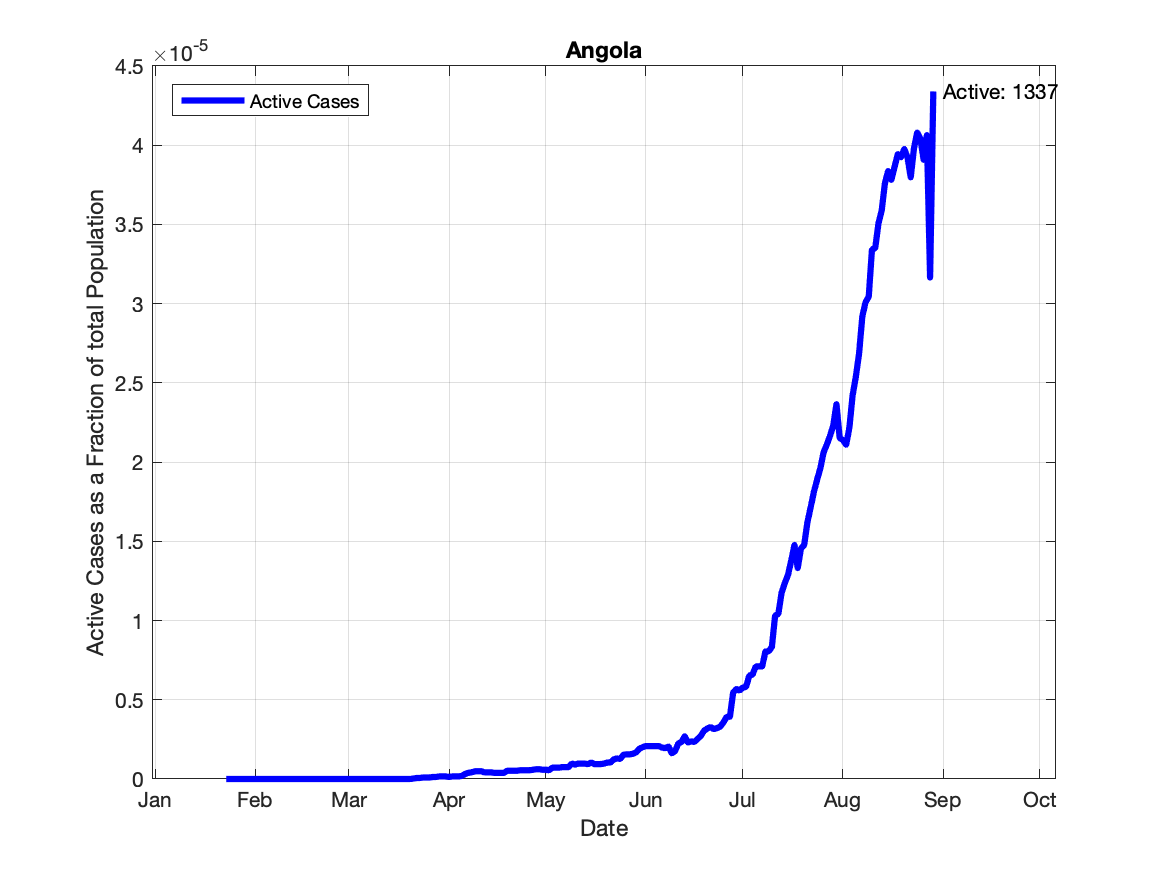 Angola
×10-5
4.5
4
3.5
3
2.5
2
1.5
1
0.5
0
Active Cases as a Fraction of total Population
Active Cases
Active: 1337
Jan Feb Mar Apr May Jun Jul Aug Sep Oct
Date